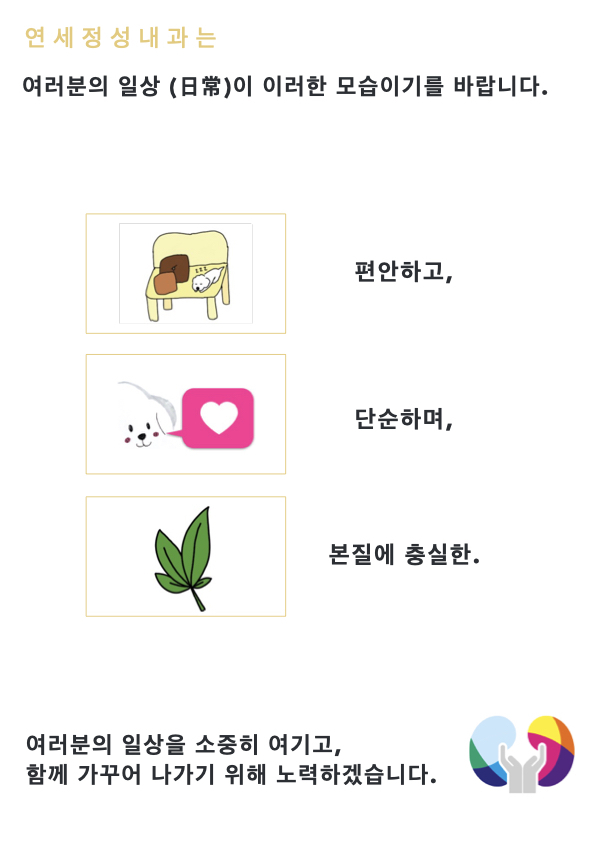 연세정성내과는
여러분의 일상 (日常)이 이러한 모습이기를 바랍니다.
z z z
편안하고,
단순하며,
본질에 충실한.
여러분의 일상을 소중히 여기고,
함께 가꾸어 나가기 위해 노력하겠습니다.